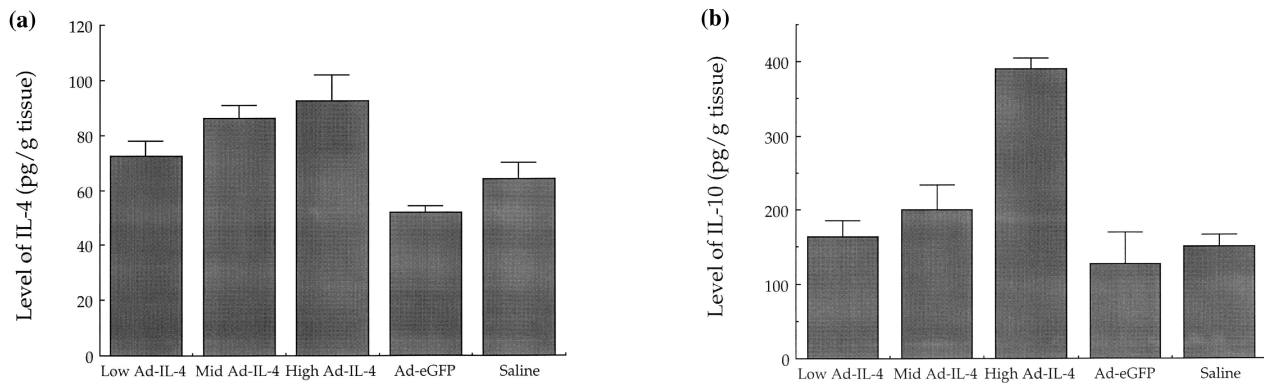 (a)
Level of IL-4 (pg/g tissue)
120
100
80
60
40
20
0
Low Ad-IL-4 Mid Ad-IL-4 High Ad-IL-4 Ad-eGFP Saline
(b)
Level of IL-10 (pg/g tissue)
400
300
200
100
0
Low Ad-IL-4 Mid Ad-IL-4 High Ad-IL-4 Ad-eGFP Saline